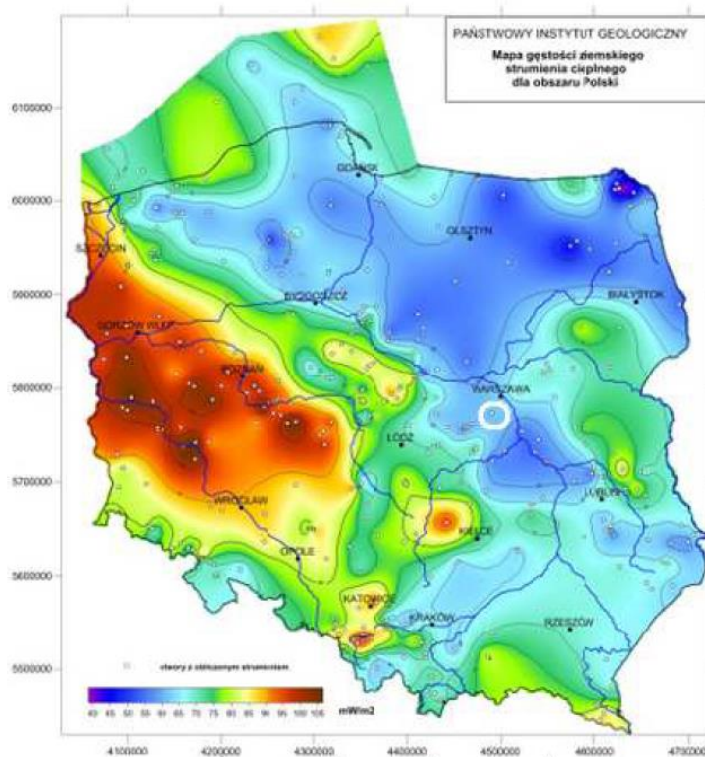 PAŃSTWOWY INSTYTUT GEOLOGICZNY
Mapa gęstości ziemskiego
strumienia cieplnego
dla obszaru Polski
6100000
GDAŃSK
6000000
OLSZTYN
SZCZECIN
5900000
BYDGOSZCZ
BIAŁYSTOK
GORZÓW WLKP
POZNAŃ
5800000
WARSZAWA
ŁÓDŹ
5700000
LUBLIN
WROCŁAW
KIELCE
OPOLE
5600000
KATOWICE
KRAKÓW
RZESZÓW
5500000
otwory z obliczonym strumieniem
40 45 50 55 60 65 70 75 80 85 90 95 100 105
mW/m2
4100000 4200000 4300000 4400000 4500000 4600000 4700000